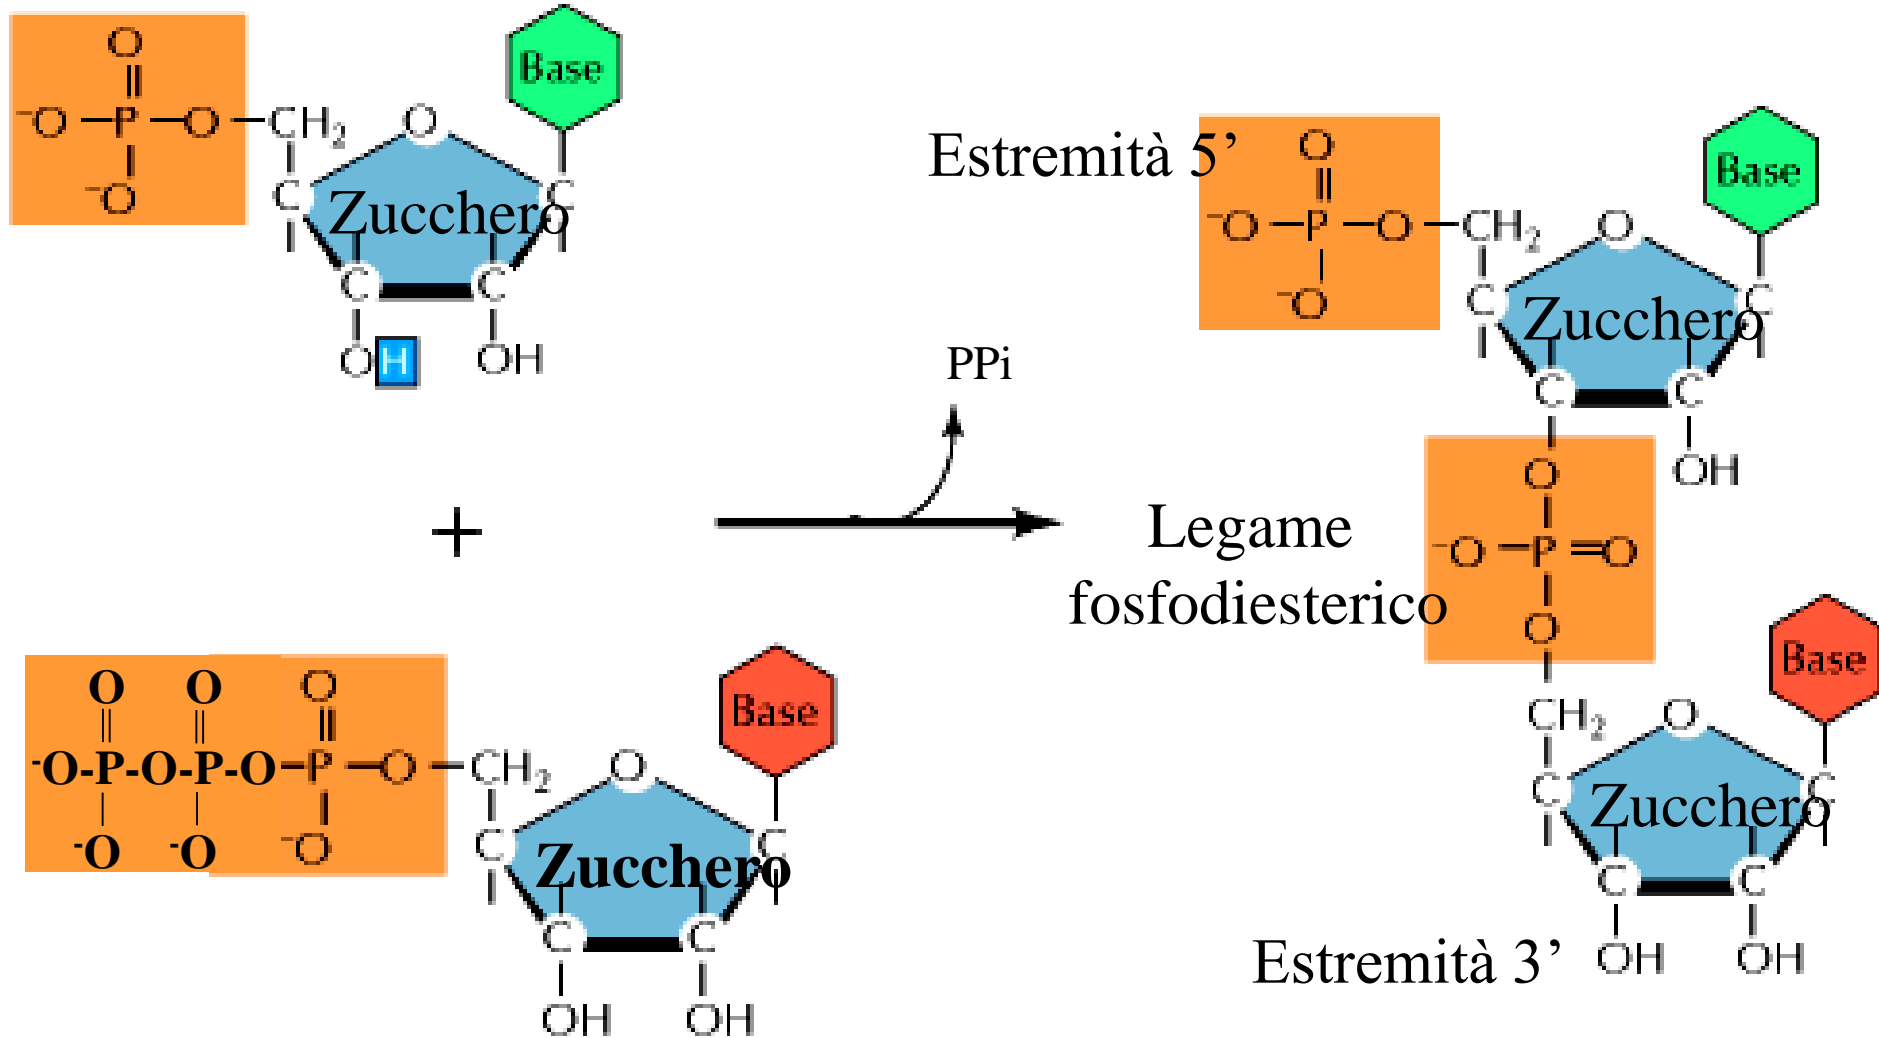 O
⁻O P O CH₂
⁻O
O
Base
C
C
Zucchero
C
C
OH
OH
+
O O O
⁻O-P-O-P-O P O CH₂
⁻O ⁻O ⁻O
O
Base
C
C
Zucchero
C
C
OH
OH
PPi
Estremità 5’
O
⁻O P O CH₂
⁻O
O
Base
C
C
Zucchero
C
C
OH
Legame
fosfodiesterico
O
⁻O P O
O
CH₂
O
Base
C
C
Zucchero
C
C
Estremità 3’
OH
OH